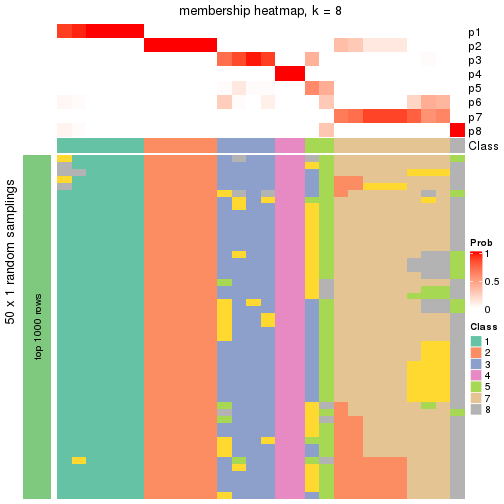 membership heatmap, k = 8
p1
p2
p3
p4
p5
p6
p7
p8
Class
50 x 1 random samplings
top 1000 rows
Prob
1
0.5
0
Class
1
2
3
4
5
7
8